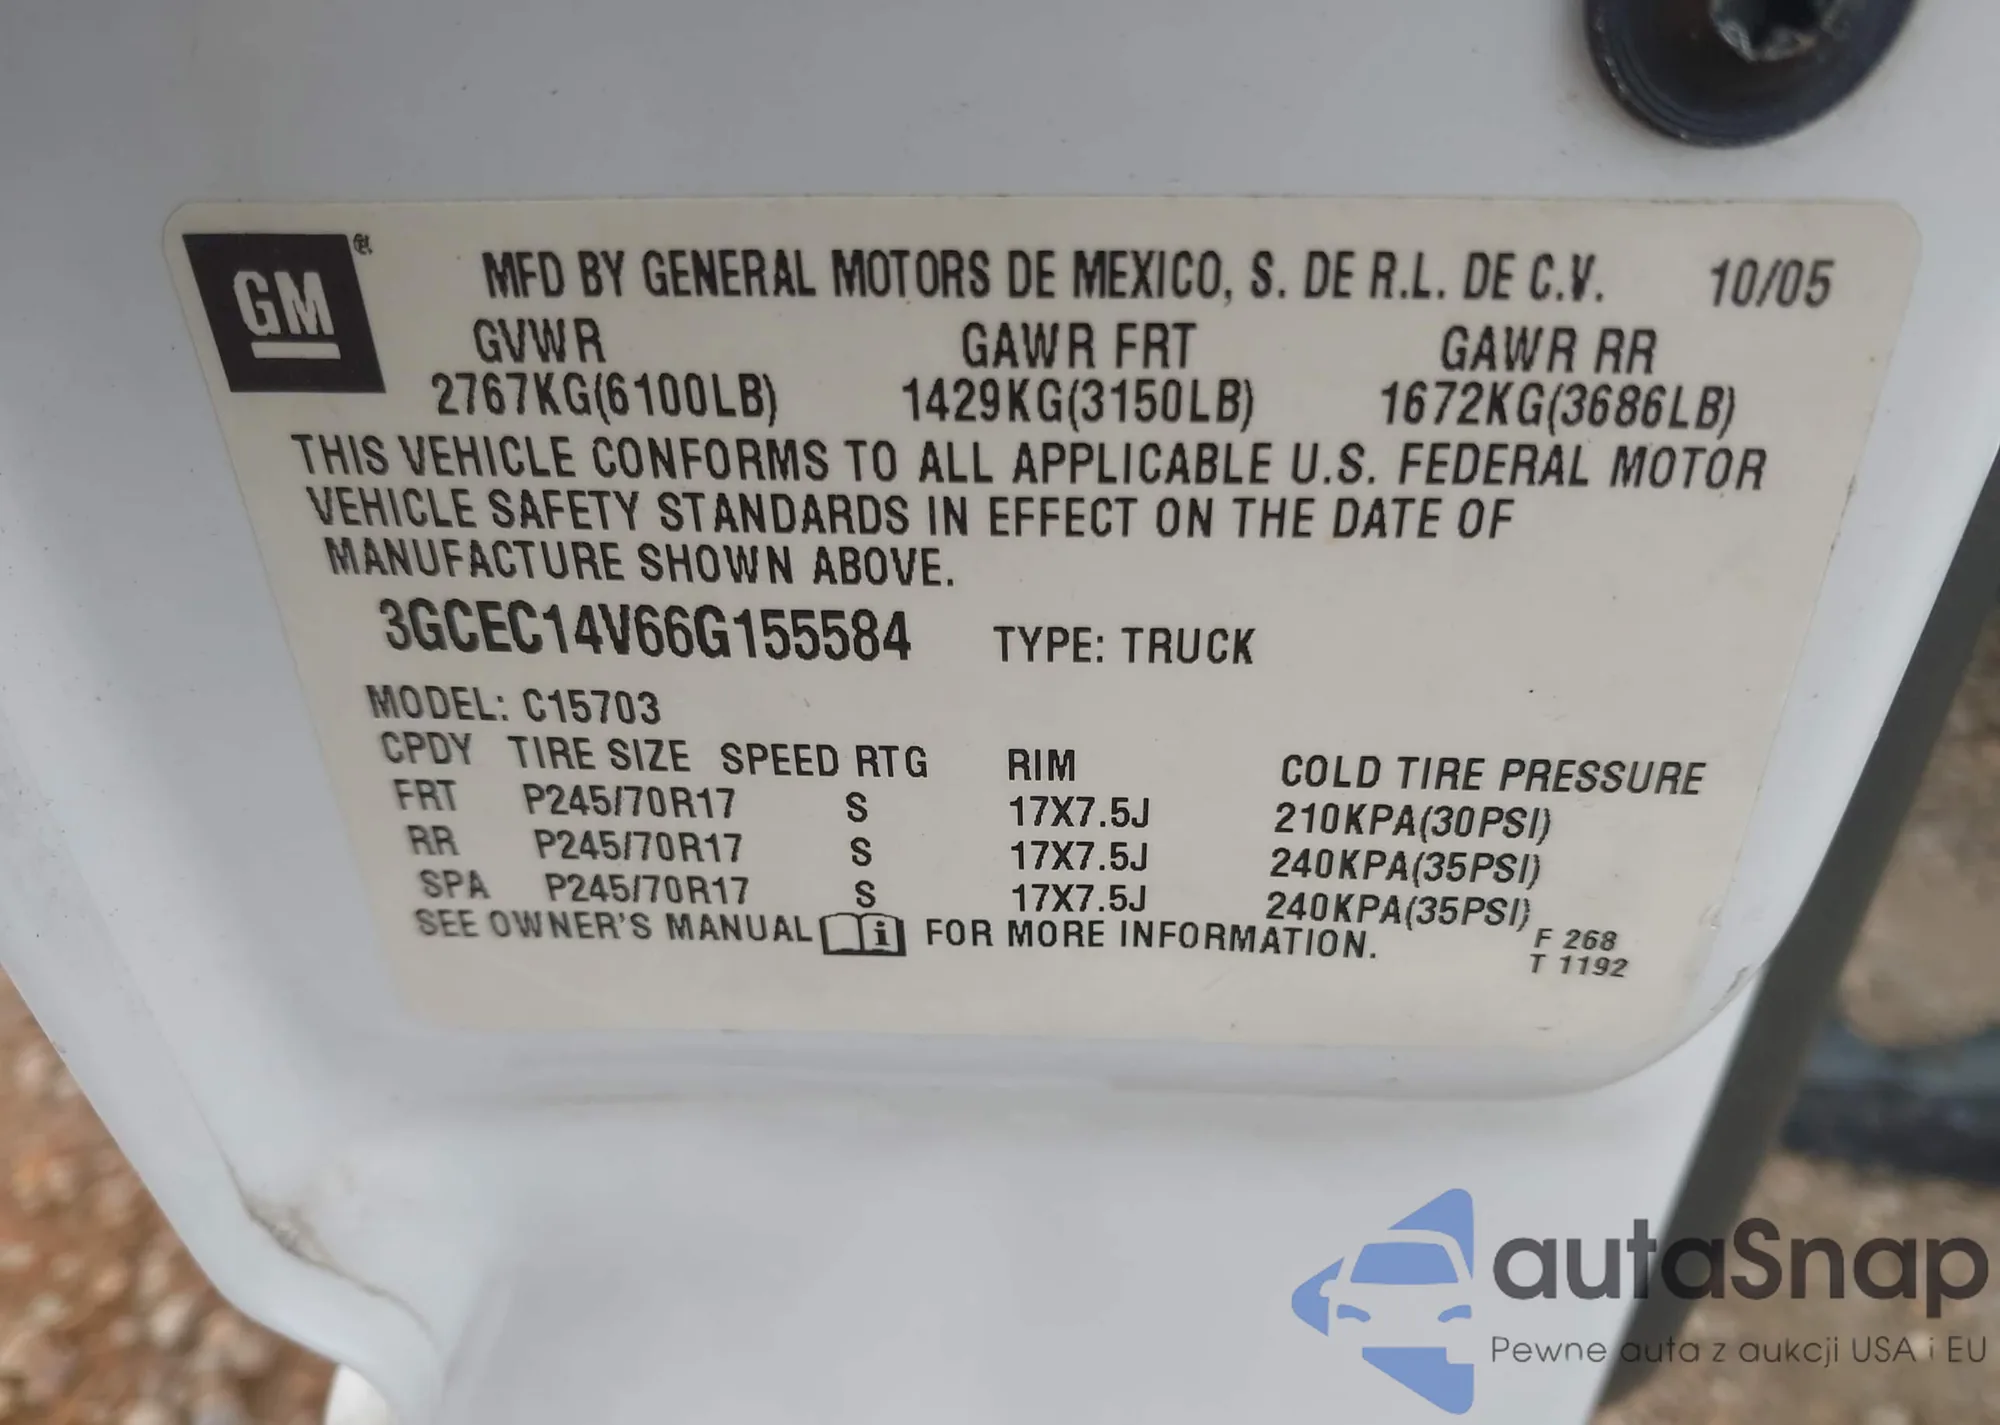 GM®
MFD BY GENERAL MOTORS DE MEXICO, S. DE R.L. DE C.V. 10/05
GVWR GAWR FRT GAWR RR
2767KG(6100LB) 1429KG(3150LB) 1672KG(3686LB)
THIS VEHICLE CONFORMS TO ALL APPLICABLE U.S. FEDERAL MOTOR
VEHICLE SAFETY STANDARDS IN EFFECT ON THE DATE OF
MANUFACTURE SHOWN ABOVE.
3GCEC14V66G155584 TYPE: TRUCK
MODEL: C15703
CPDY TIRE SIZE SPEED RTG RIM COLD TIRE PRESSURE
FRT P245/70R17 S 17X7.5J 210KPA(30PSI)
RR P245/70R17 S 17X7.5J 240KPA(35PSI)
SPA P245/70R17 S 17X7.5J 240KPA(35PSI)
SEE OWNER'S MANUAL i FOR MORE INFORMATION.
F 268
T 1192
autaSnap
Pewne auta z aukcji USA i EU